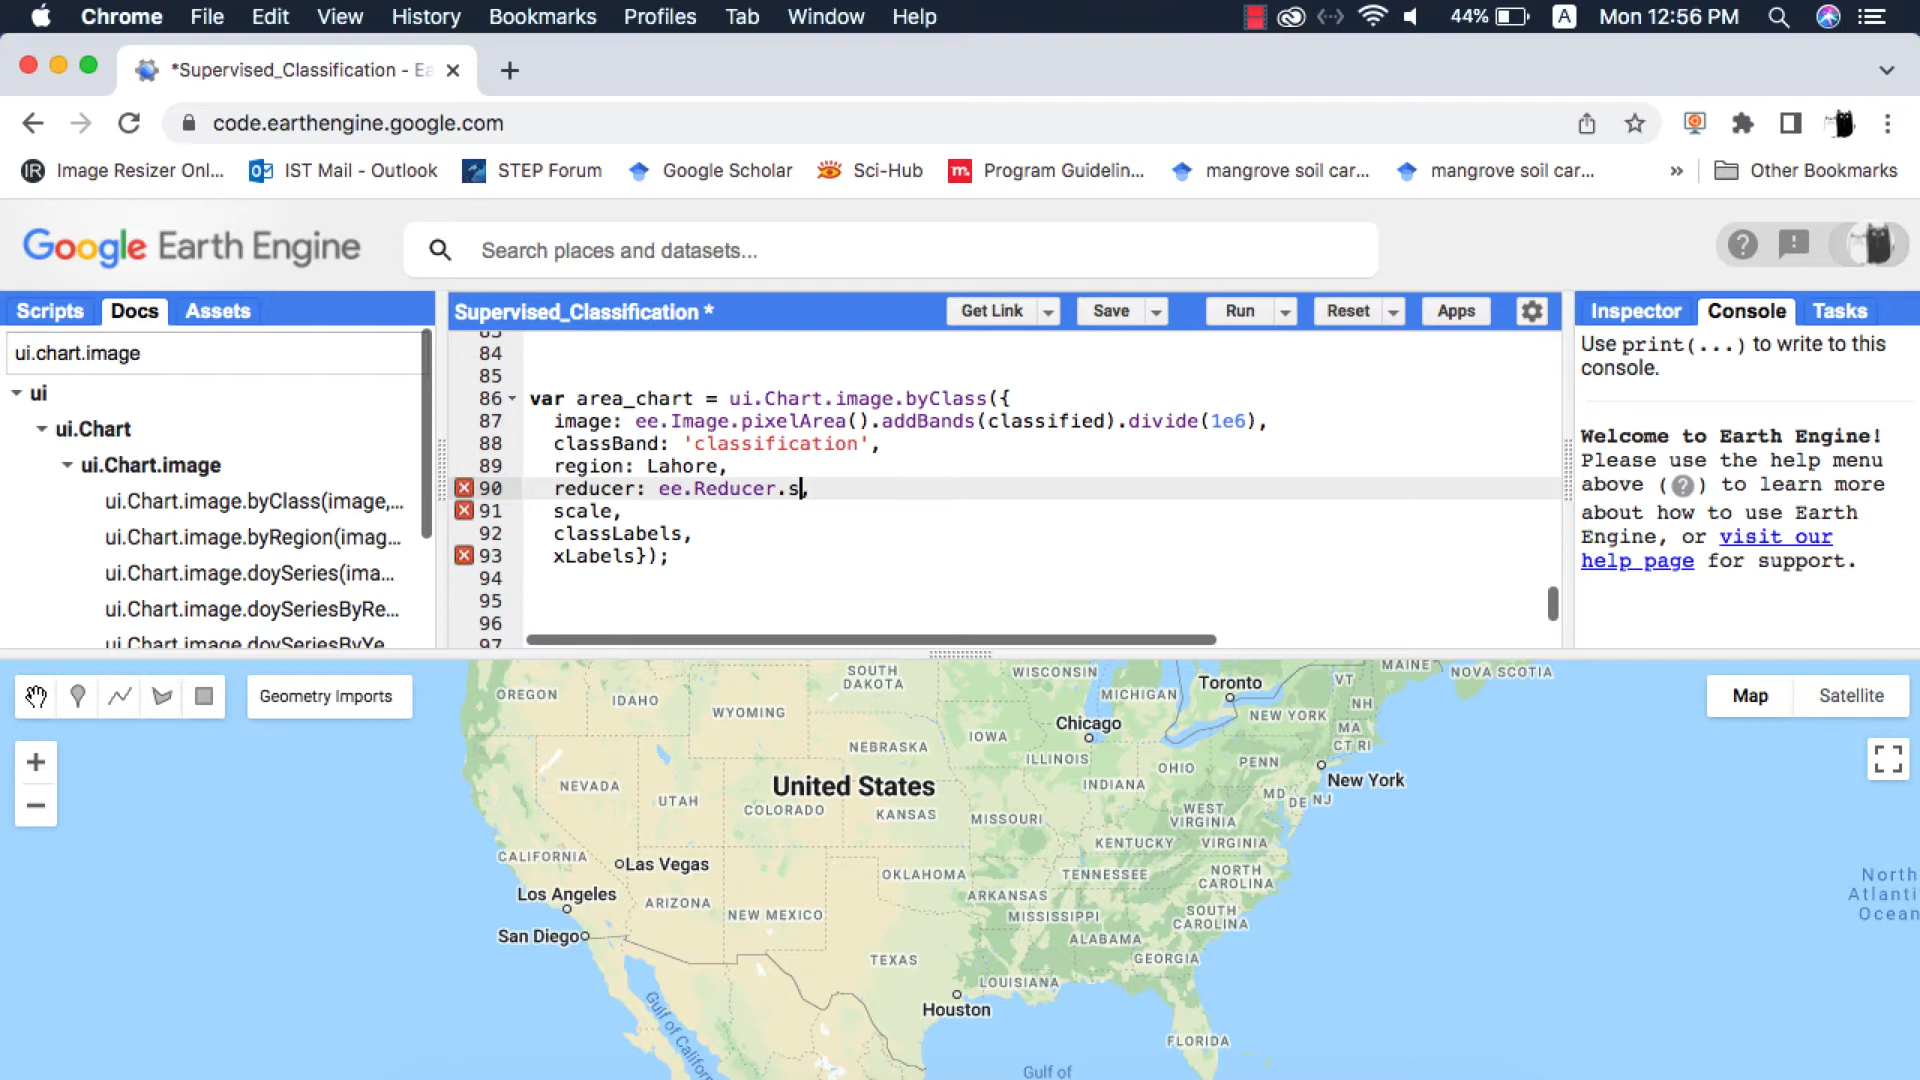 Chrome File Edit View History Bookmarks Profiles Tab Window Help 44% A Mon 12:56 PM
*Supervised_Classification - Ea
code.earthengine.google.com
IR Image Resizer Onl... IST Mail - Outlook STEP Forum Google Scholar Sci-Hub m. Program Guidelin... mangrove soil car... mangrove soil car... » Other Bookmarks
Google Earth Engine Search places and datasets...
Scripts Docs Assets
ui.chart.image
ui
ui.Chart
ui.Chart.image
ui.Chart.image.byClass(image,...
ui.Chart.image.byRegion(imag...
ui.Chart.image.doySeries(ima...
ui.Chart.image.doySeriesByRe...
ui.Chart.image.doySeriesByYe
Supervised_Classification * Get Link Save Run Reset Apps
83
84
85
86 var area_chart = ui.Chart.image.byClass({
87 image: ee.Image.pixelArea().addBands(classified).divide(1e6),
88 classBand: 'classification',
89 region: Lahore,
90 reducer: ee.Reducer.s,
91 scale,
92 classLabels,
93 xLabels});
94
95
96
97
Inspector Console Tasks
Use print(...) to write to this
console.
Welcome to Earth Engine!
Please use the help menu
above (?) to learn more
about how to use Earth
Engine, or visit our
help page for support.
Geometry Imports
Map Satellite
+
−
OREGON
IDAHO
WYOMING
SOUTH
DAKOTA
WISCONSIN
MICHIGAN
Toronto
VT
MAINE
NOVA SCOTIA
NH
NEW YORK
MA
CT RI
NEBRASKA
IOWA
Chicago
ILLINOIS
INDIANA
OHIO
PENN
New York
NEVADA
UTAH
COLORADO
United States
KANSAS
MISSOURI
MD
DE NJ
WEST
VIRGINIA
KENTUCKY
VIRGINIA
CALIFORNIA
Las Vegas
Los Angeles
ARIZONA
NEW MEXICO
OKLAHOMA
ARKANSAS
TENNESSEE
NORTH
CAROLINA
MISSISSIPPI
SOUTH
CAROLINA
San Diego
ALABAMA
TEXAS
GEORGIA
LOUISIANA
Houston
FLORIDA
Gulf of Califor
Gulf of
North
Atlanti
Ocean